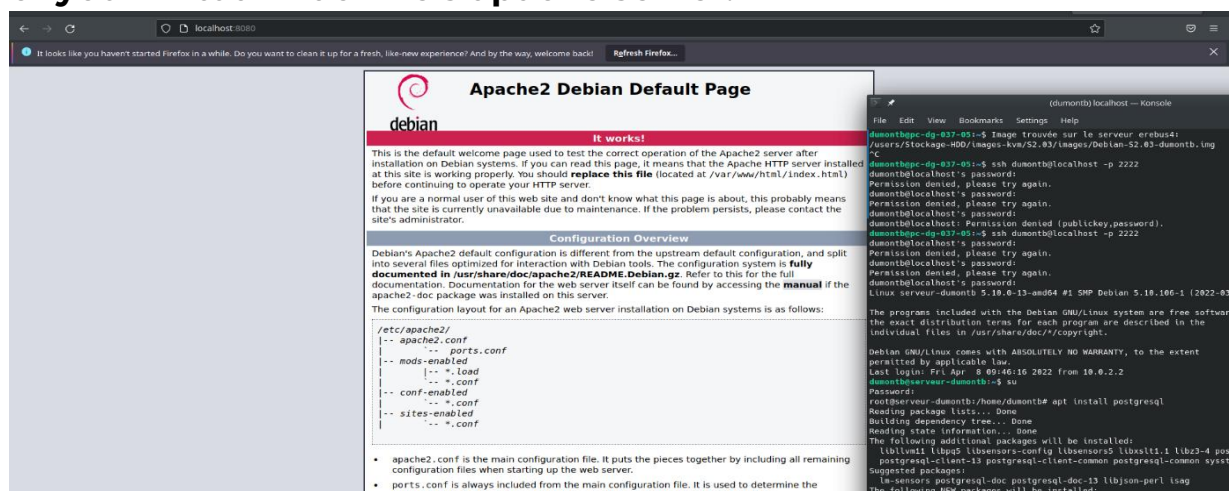 localhost:8080
It looks like you haven't started Firefox in a while. Do you want to clean it up for a fresh, like-new experience? And by the way, welcome back! Refresh Firefox...
debian
Apache2 Debian Default Page
It works!
This is the default welcome page used to test the correct operation of the Apache2 server after
installation on Debian systems. If you can read this page, it means that the Apache HTTP server installed
at this site is working properly. You should replace this file (located at /var/www/html/index.html)
before continuing to operate your HTTP server.
If you are a normal user of this web site and don't know what this page is about, this probably means
that the site is currently unavailable due to maintenance. If the problem persists, please contact the
site's administrator.
Configuration Overview
Debian's Apache2 default configuration is different from the upstream default configuration, and split
into several files optimized for interaction with Debian tools. The configuration system is fully
documented in /usr/share/doc/apache2/README.Debian.gz. Refer to this for the full
documentation. Documentation for the web server itself can be found by accessing the manual if the
apache2-doc package was installed on this server.
The configuration layout for an Apache2 web server installation on Debian systems is as follows:
/etc/apache2/
|-- apache2.conf
|       `--  ports.conf
|-- mods-enabled
|       |-- *.load
|       `-- *.conf
|-- conf-enabled
|       `-- *.conf
|-- sites-enabled
|       `-- *.conf
• apache2.conf is the main configuration file. It puts the pieces together by including all remaining
configuration files when starting up the web server.
• ports.conf is always included from the main configuration file. It is used to determine the
(dumontb) localhost — Konsole
File Edit View Bookmarks Settings Help
dumontb@pc-dg-037-05:~$ Image trouvée sur le serveur erebus4:
/users/Stockage-HDD/images-kvm/S2.03/images/Debian-S2.03-dumontb.img
^C
dumontb@pc-dg-037-05:~$ ssh dumontb@localhost -p 2222
dumontb@localhost's password:
Permission denied, please try again.
dumontb@localhost's password:
Permission denied, please try again.
dumontb@localhost's password:
dumontb@localhost: Permission denied (publickey,password).
dumontb@pc-dg-037-05:~$ ssh dumontb@localhost -p 2222
dumontb@localhost's password:
Permission denied, please try again.
dumontb@localhost's password:
Permission denied, please try again.
dumontb@localhost's password:
Linux serveur-dumontb 5.10.0-13-amd64 #1 SMP Debian 5.10.106-1 (2022-03
The programs included with the Debian GNU/Linux system are free softwar
the exact distribution terms for each program are described in the
individual files in /usr/share/doc/*/copyright.
Debian GNU/Linux comes with ABSOLUTELY NO WARRANTY, to the extent
permitted by applicable law.
Last login: Fri Apr  8 09:46:16 2022 from 10.0.2.2
dumontb@serveur-dumontb:~$ su
Password:
root@serveur-dumontb:/home/dumontb# apt install postgresql
Reading package lists... Done
Building dependency tree... Done
Reading state information... Done
The following additional packages will be installed:
libllvm11 libpq5 libsensors-config libsensors5 libxslt1.1 libz3-4 pos
postgresql-client-13 postgresql-client-common postgresql-common sysst
Suggested packages:
lm-sensors postgresql-doc postgresql-doc-13 libjson-perl isag
The following NEW packages will be installed: